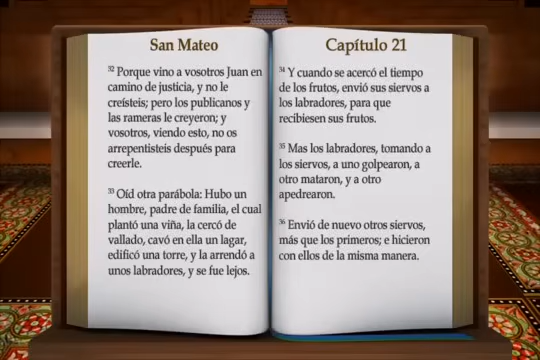 San Mateo
32 Porque vino a vosotros Juan en
camino de justicia, y no le
creísteis; pero los publicanos y
las rameras le creyeron; y
vosotros, viendo esto, no os
arrepentisteis después para
creerle.
33 Oíd otra parábola: Hubo un
hombre, padre de familia, el cual
plantó una viña, la cercó de
vallado, cavó en ella un lagar,
edificó una torre, y la arrendó a
unos labradores, y se fue lejos.
Capítulo 21
34 Y cuando se acercó el tiempo
de los frutos, envió sus siervos a
los labradores, para que
recibiesen sus frutos.
35 Mas los labradores, tomando a
los siervos, a uno golpearon, a
otro mataron, y a otro
apedrearon.
36 Envió de nuevo otros siervos,
más que los primeros; e hicieron
con ellos de la misma manera.